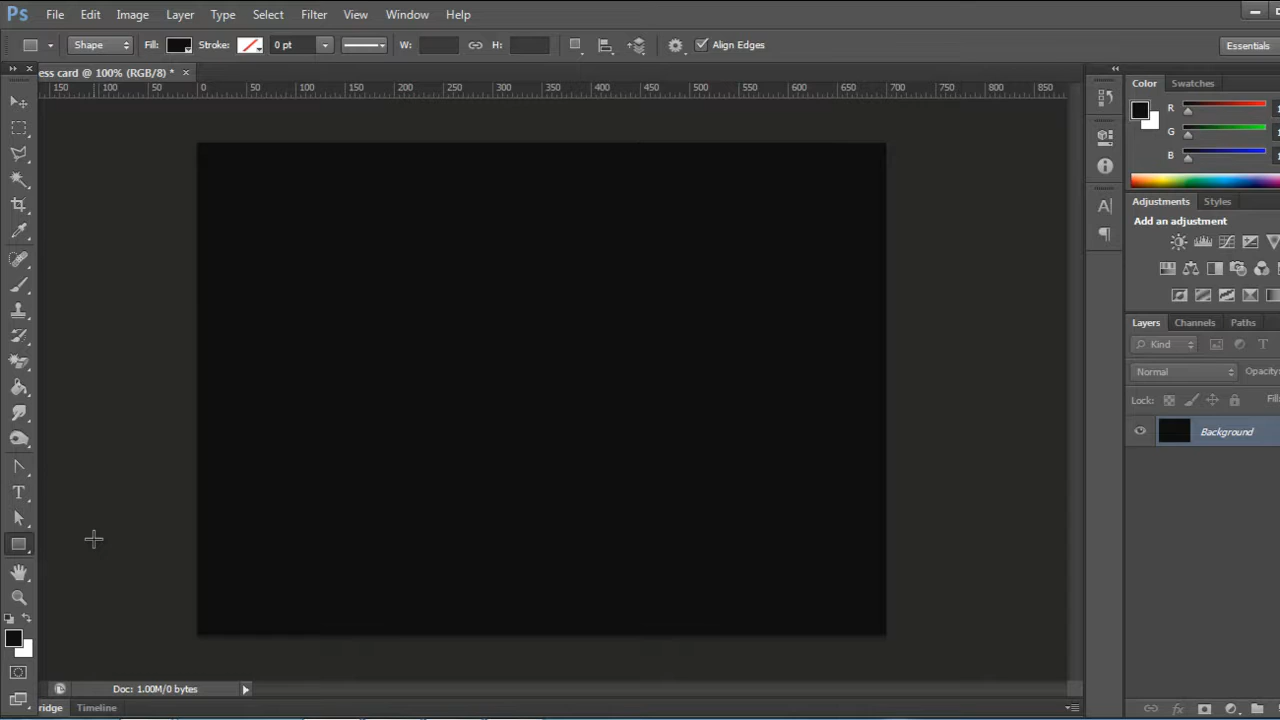 Ps File Edit Image Layer Type Select Filter View Window Help
Shape Fill: Stroke: 0 pt W: H: Align Edges Essentials
ess card @ 100% (RGB/8) * ×
150 100 50 0 50 100 150 200 250 300 350 400 450 500 550 600 650 700 750 800 850
Color Swatches
R
G
B
Adjustments Styles
Add an adjustment
Layers Channels Paths
Kind T
Normal Opacity:
Lock: Fil
Background
A
T
Doc: 1.00M/0 bytes
ridge Timeline